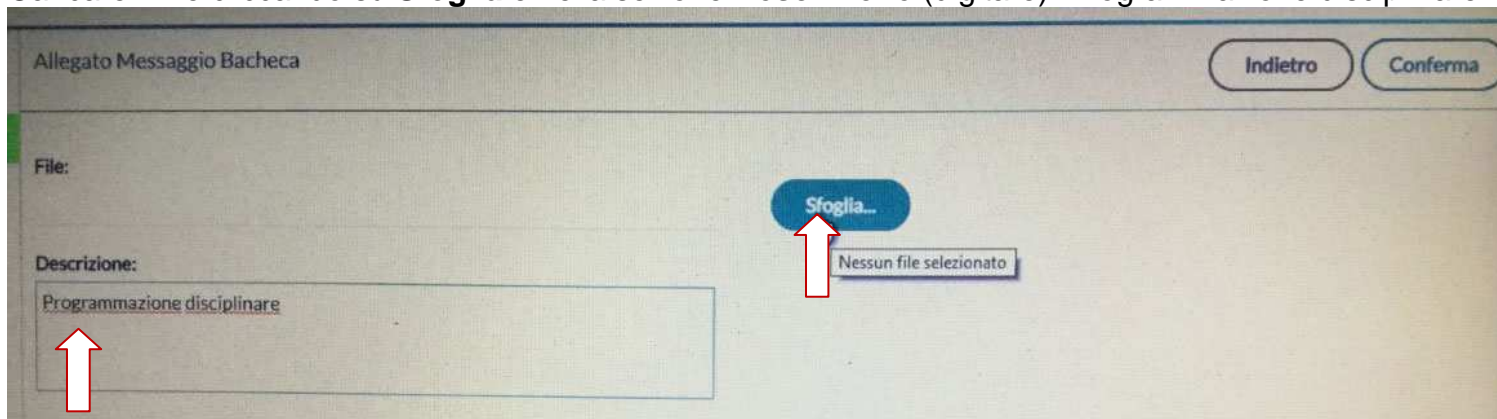 Allegato Messaggio Bacheca
Indietro
Conferma
File:
Sfoglia...
Nessun file selezionato
Descrizione:
Programmazione disciplinare